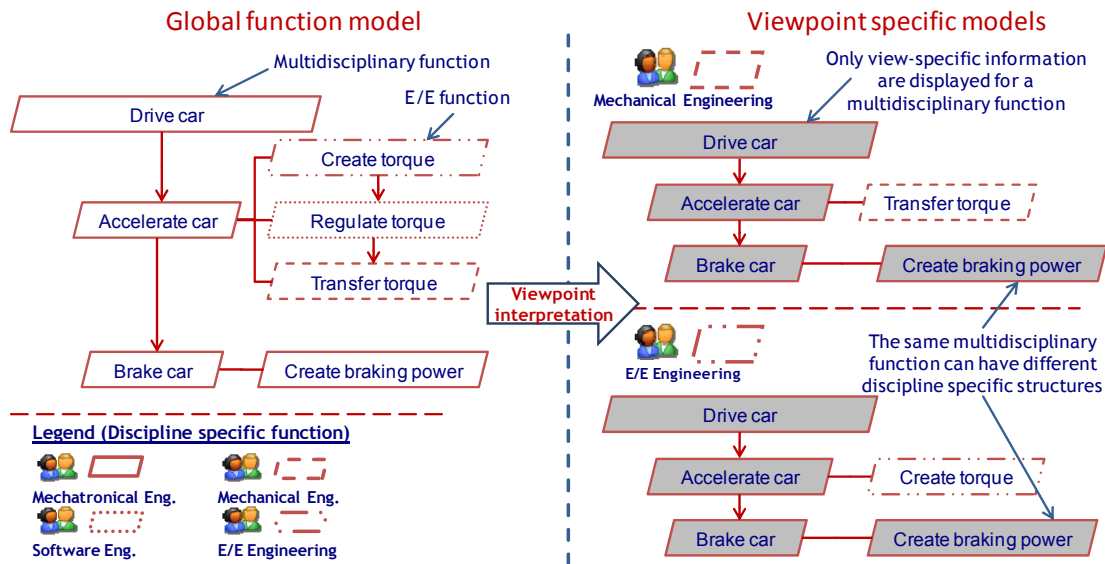 Global function model
Multidisciplinary function
E/E function
Drive car
Create torque
Accelerate car
Regulate torque
Transfer torque
Brake car
Create braking power
Legend (Discipline specific function)
Mechatronical Eng.
Mechanical Eng.
Software Eng.
E/E Engineering
Viewpoint
interpretation
Viewpoint specific models
Mechanical Engineering
Only view-specific information
are displayed for a
multidisciplinary function
Drive car
Accelerate car
Transfer torque
Brake car
Create braking power
E/E Engineering
The same multidisciplinary
function can have different
discipline specific structures
Drive car
Accelerate car
Create torque
Brake car
Create braking power